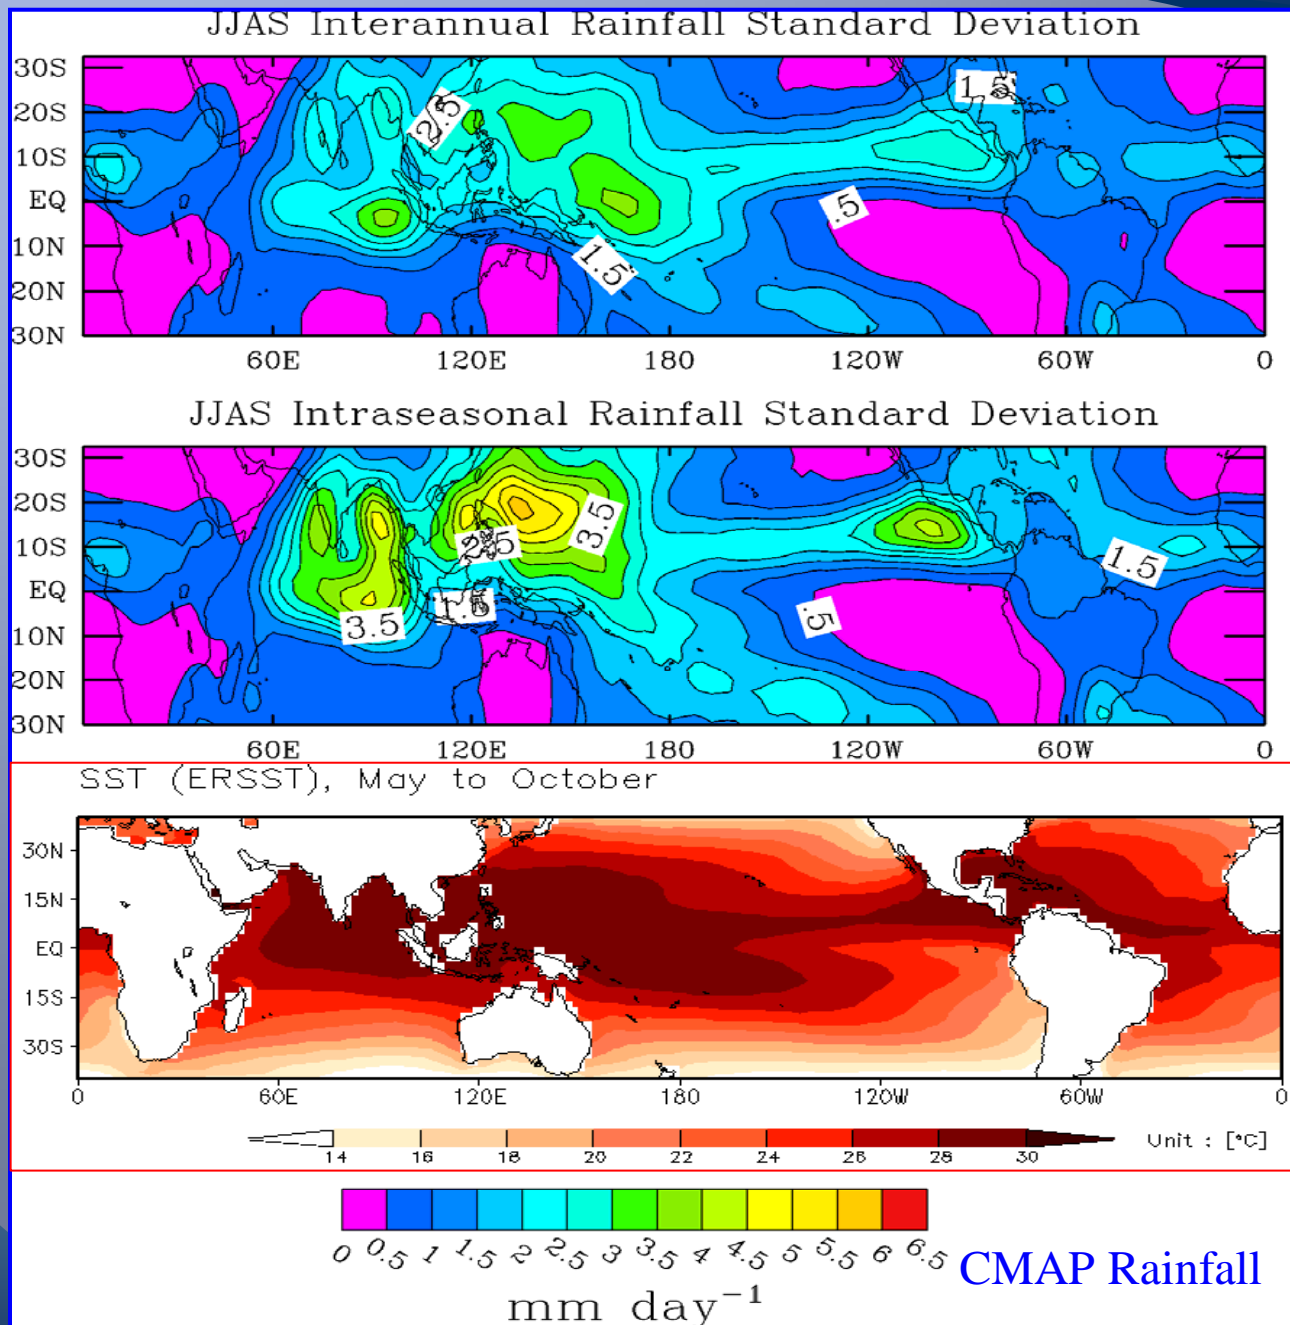 JJAS Interannual Rainfall Standard Deviation
30S
20S
10S
EQ
10N
20N
30N
2.5
1.5
.5
1.5
60E 120E 180 120W 60W 0
JJAS Intraseasonal Rainfall Standard Deviation
30S
20S
10S
EQ
10N
20N
30N
3.5
2.5
1.5
3.5
.5
1.5
60E 120E 180 120W 60W 0
SST (ERSST), May to October
30N
15N
EQ
15S
30S
0 60E 120E 180 120W 60W 0
14 16 18 20 22 24 26 28 30
Unit : [°C]
0 0.5 1 1.5 2 2.5 3 3.5 4 4.5 5 5.5 6 6.5
CMAP Rainfall
mm day⁻¹